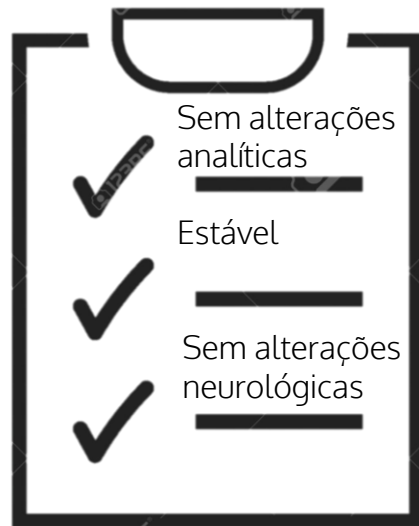 Sem alterações
analíticas
Estável
Sem alterações
neurológicas